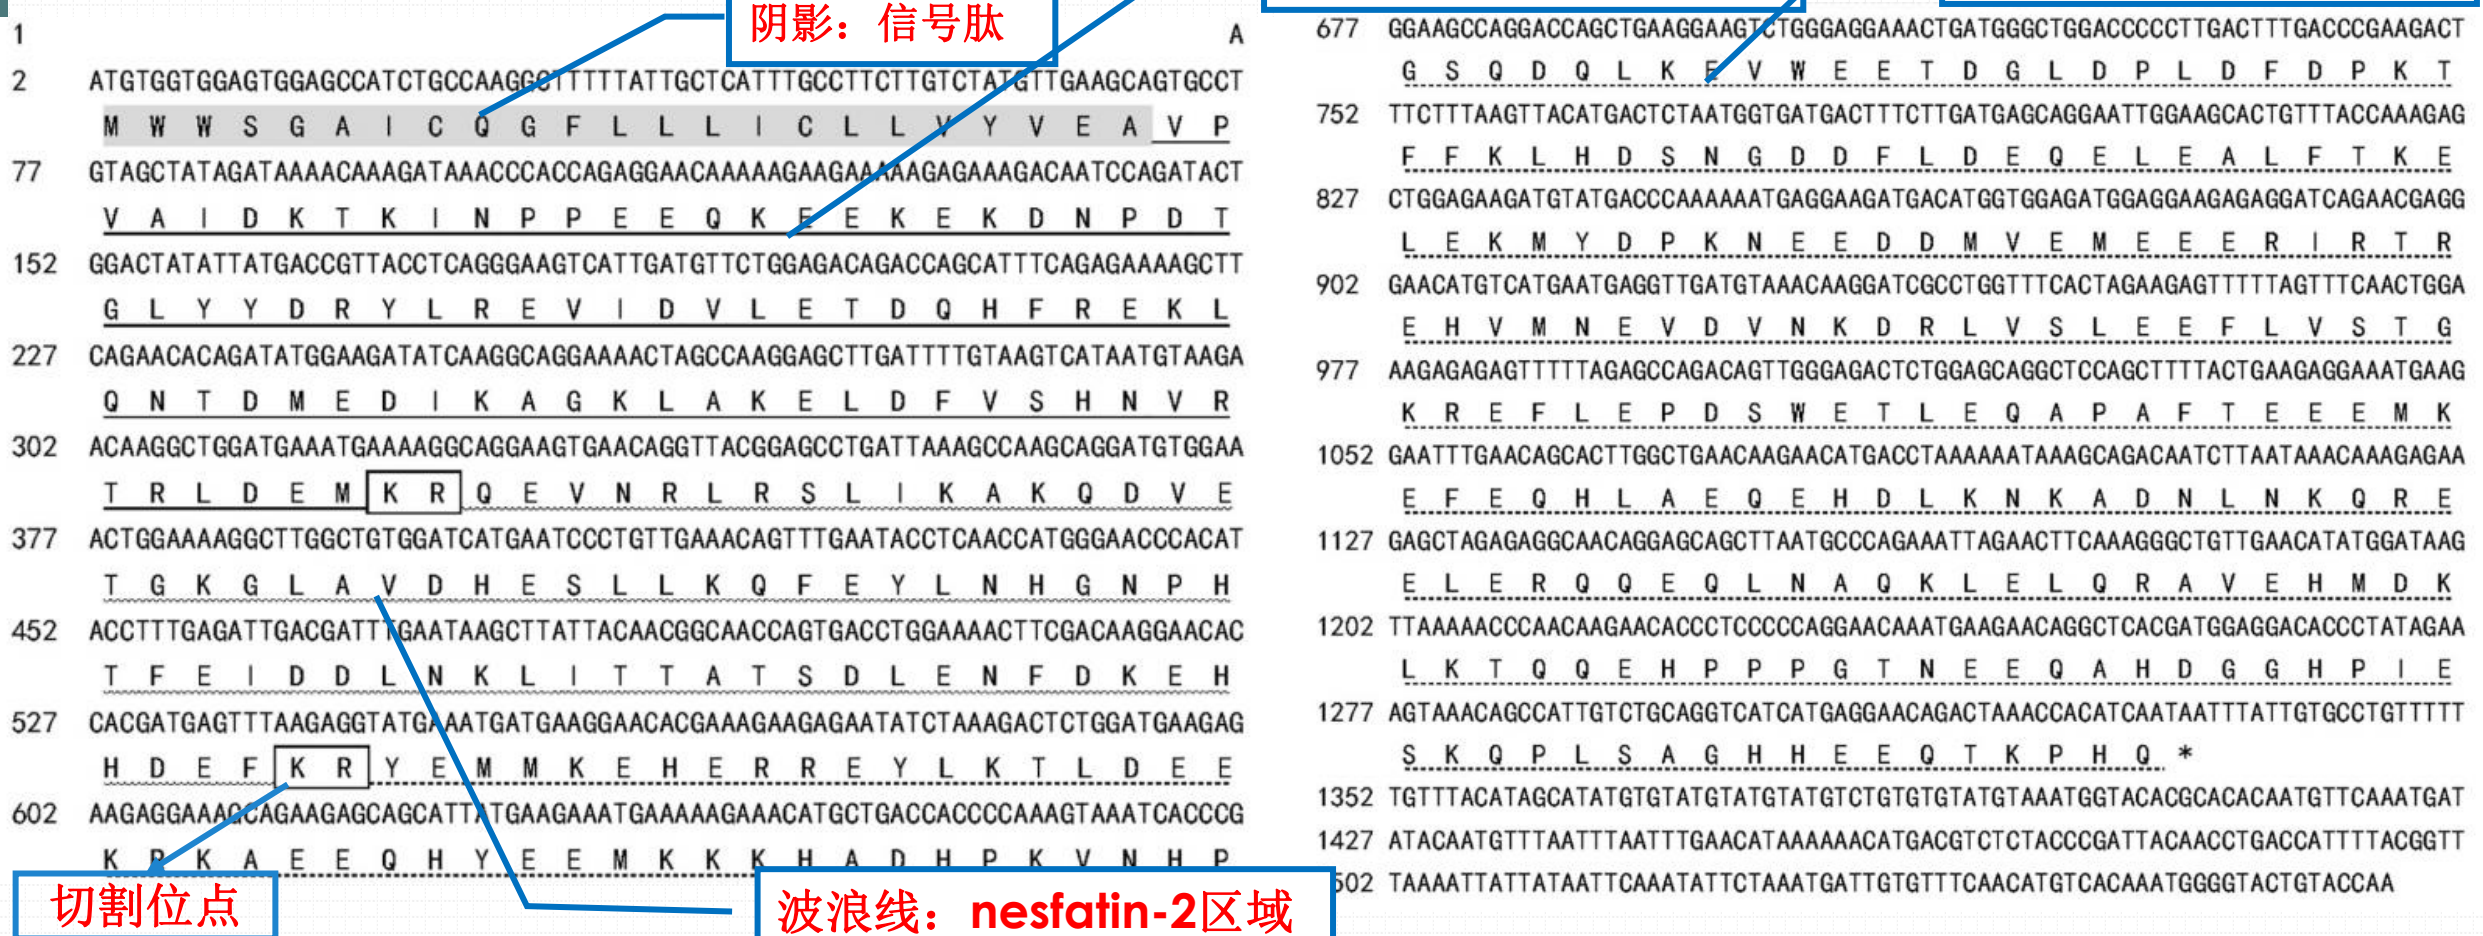 阴影：信号肽
1 A
2 ATGTGGTGGAGTGGAGCCATCTGCCAAGGCTTTTTATTGCTCATTTGCCTTCTTGTCTATGTTGAAGCAGTGCCT
M W W S G A I C Q G F L L L I C L L V Y V E A V P
77 GTAGCTATAGATAAAACAAAGATAAACCCACCAGAGGAACAAAAAGAAGAAAAAGAGAAAGACAATCCAGATACT
V A I D K T K I N P P E E Q K E E K E K D N P D T
152 GGACTATATTATGACCGTTACCTCAGGGAAGTCATTGATGTTCTGGAGACAGACCAGCATTTCAGAGAAAAGCTT
G L Y Y D R Y L R E V I D V L E T D Q H F R E K L
227 CAGAACACAGATATGGAAGATATCAAGGCAGGAAAACTAGCCAAGGAGCTTGATTTTGTAAGTCATAATGTAAGA
Q N T D M E D I K A G K L A K E L D F V S H N V R
302 ACAAGGCTGGATGAAATGAAAAGGCAGGAAGTGAACAGGTTACGGAGCCTGATTAAAGCCAAGCAGGATGTGGAA
T R L D E M K R Q E V N R L R S L I K A K Q D V E
377 ACTGGAAAAGGCTTGGCTGTGGATCATGAATCCCTGTTGAAACAGTTTGAATACCTCAACCATGGGAACCCACAT
T G K G L A V D H E S L L K Q F E Y L N H G N P H
452 ACCTTTGAGATTGACGATTTGAATAAGCTTATTACAACGGCAACCAGTGACCTGGAAAACTTCGACAAGGAACAC
T F E I D D L N K L I T T A T S D L E N F D K E H
527 CACGATGAGTTTAAGAGGTATGAAATGATGAAGGAACACGAAAGAAGAGAATATCTAAAGACTCTGGATGAAGAG
H D E F K R Y E M M K E H E R R E Y L K T L D E E
602 AAGAGGAAAGCAGAAGAGCAGCATTATGAAGAAATGAAAAAGAAACATGCTGACCACCCCAAAGTAAATCACCCG
K R K A E E Q H Y E E M K K K H A D H P K V N H P
切割位点
波浪线：nesfatin-2区域
677 GGAAGCCAGGACCAGCTGAAGGAAGTCTGGGAGGAAACTGATGGGCTGGACCCCCTTGACTTTGACCCGAAGACT
G S Q D Q L K E V W E E T D G L D P L D F D P K T
752 TTCTTTAAGTTACATGACTCTAATGGTGATGACTTTCTTGATGAGCAGGAATTGGAAGCACTGTTTACCAAAGAG
F F K L H D S N G D D F L D E Q E L E A L F T K E
827 CTGGAGAAGATGTATGACCCAAAAAATGAGGAAGATGACATGGTGGAGATGGAGGAAGAGAGGATCAGAACGAGG
L E K M Y D P K N E E D D M V E M E E E R I R T R
902 GAACATGTCATGAATGAGGTTGATGTAAACAAGGATCGCCTGGTTTCACTAGAAGAGTTTTTAGTTTCAACTGGA
E H V M N E V D V N K D R L V S L E E F L V S T G
977 AAGAGAGAGTTTTTAGAGCCAGACAGTTGGGAGACTCTGGAGCAGGCTCCAGCTTTTACTGAAGAGGAAATGAAG
K R E F L E P D S W E T L E Q A P A F T E E E M K
1052 GAATTTGAACAGCACTTGGCTGAACAAGAACATGACCTAAAAAATAAAGCAGACAATCTTAATAAACAAAGAGAA
E F E Q H L A E Q E H D L K N K A D N L N K Q R E
1127 GAGCTAGAGAGGCAACAGGAGCAGCTTAATGCCCAGAAATTAGAACTTCAAAGGGCTGTTGAACATATGGATAAG
E L E R Q Q E Q L N A Q K L E L Q R A V E H M D K
1202 TTAAAAACCCAACAAGAACACCCTCCCCCAGGAACAAATGAAGAACAGGCTCACGATGGAGGACACCCTATAGAA
L K T Q Q E H P P P G T N E E Q A H D G G H P I E
1277 AGTAAACAGCCATTGTCTGCAGGTCATCATGAGGAACAGACTAAACCACATCAATAATTTATTGTGCCTGTTTTT
S K Q P L S A G H H E E Q T K P H Q *
1352 TGTTTACATAGCATATGTGTATGTATGTATGTCTGTGTGTATGTAAATGGTACACGCACACAATGTTCAAATGAT
1427 ATACAATGTTTAATTTAATTTGAACATAAAAAACATGACGTCTCTACCCGATTACAACCTGACCATTTTACGGTT
502 TAAAATTATTATAATTCAAATATTCTAAATGATTGTGTTTCAACATGTCACAAATGGGGTACTGTACCAA